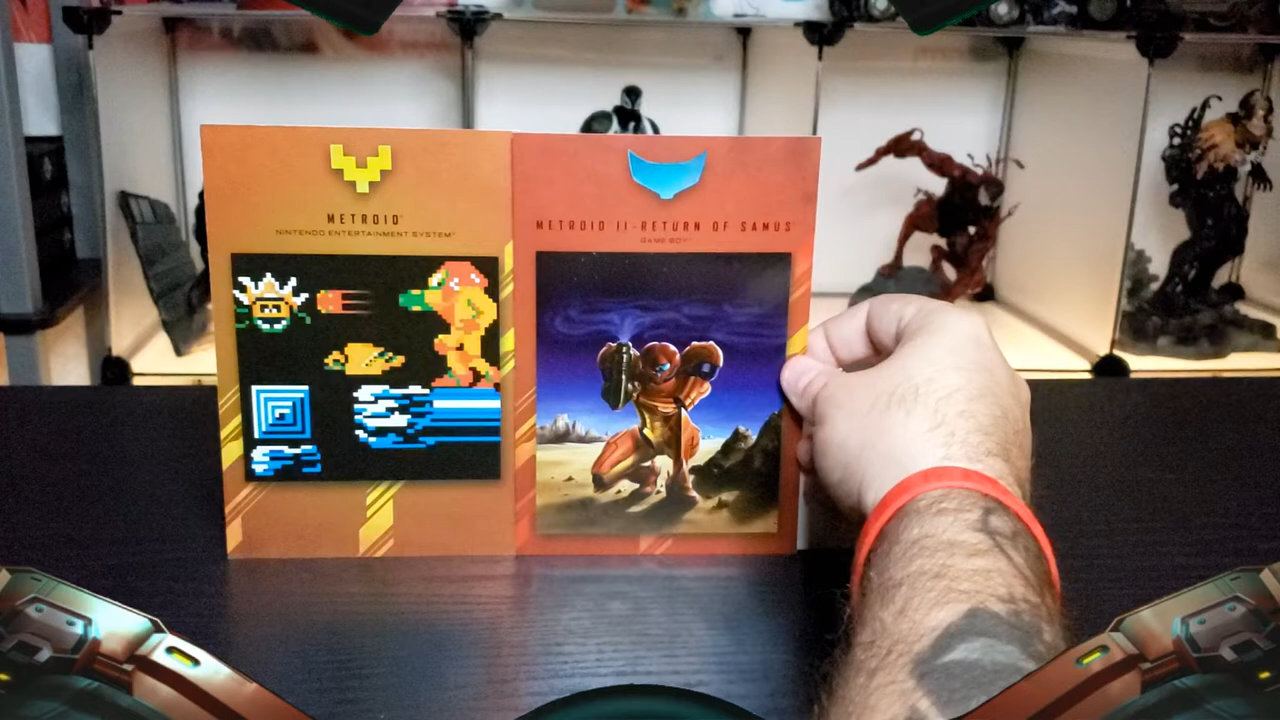 METROID
NINTENDO ENTERTAINMENT SYSTEM
METROID II-RETURN OF SAMUS
GAME BOY